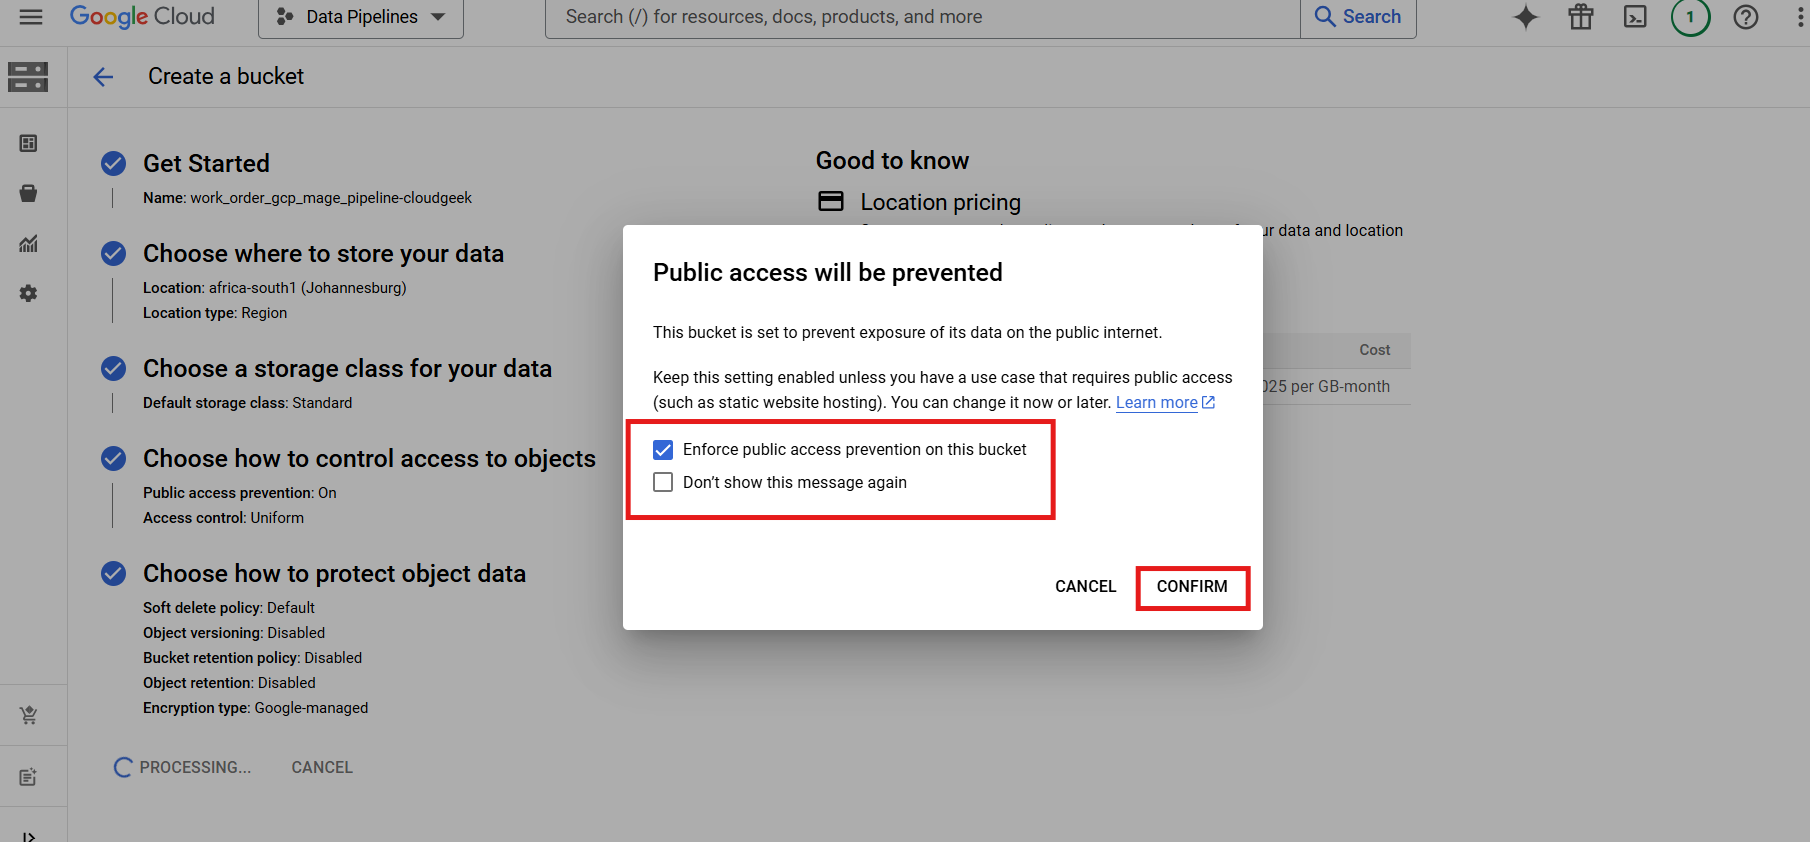 Google Cloud
Data Pipelines
Search (/) for resources, docs, products, and more
Search
1
Create a bucket
Get Started
Name: work_order_gcp_mage_pipeline-cloudgeek
Choose where to store your data
Location: africa-south1 (Johannesburg)
Location type: Region
Choose a storage class for your data
Default storage class: Standard
Choose how to control access to objects
Public access prevention: On
Access control: Uniform
Choose how to protect object data
Soft delete policy: Default
Object versioning: Disabled
Bucket retention policy: Disabled
Object retention: Disabled
Encryption type: Google-managed
PROCESSING...
CANCEL
Good to know
Location pricing
ur data and location
Cost
025 per GB-month
Public access will be prevented
This bucket is set to prevent exposure of its data on the public internet.
Keep this setting enabled unless you have a use case that requires public access
(such as static website hosting). You can change it now or later. Learn more
Enforce public access prevention on this bucket
Don't show this message again
CANCEL
CONFIRM